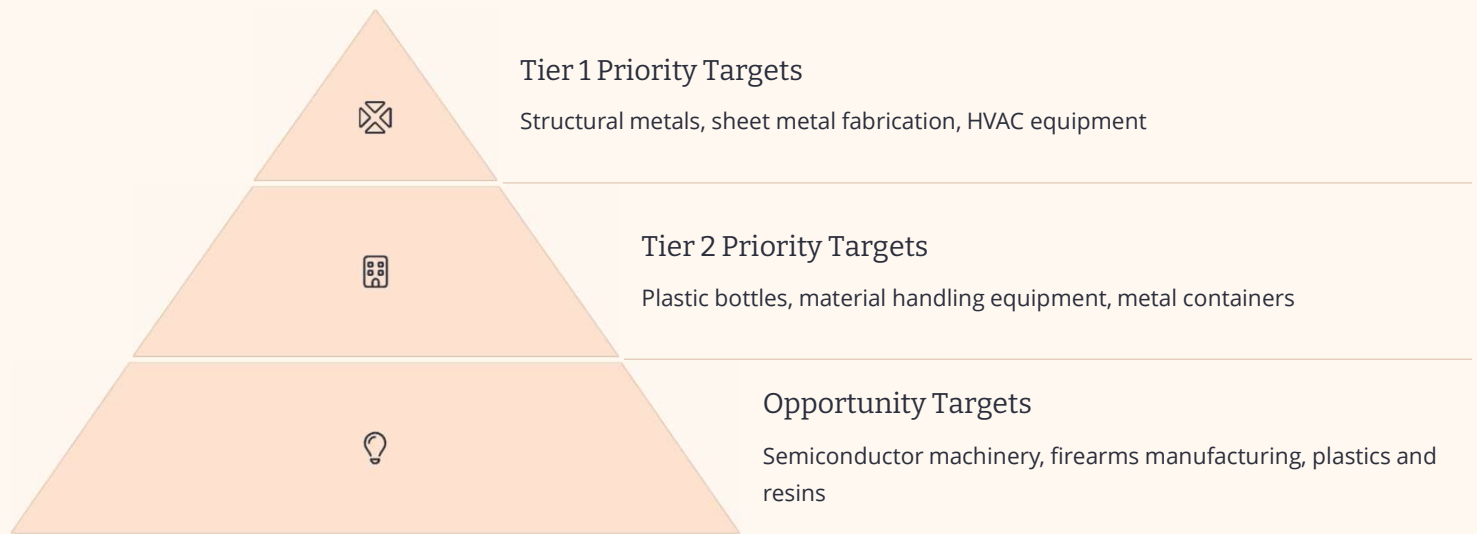 Tier 1 Priority Targets
Structural metals, sheet metal fabrication, HVAC equipment
Tier 2 Priority Targets
Plastic bottles, material handling equipment, metal containers
Opportunity Targets
Semiconductor machinery, firearms manufacturing, plastics and
resins